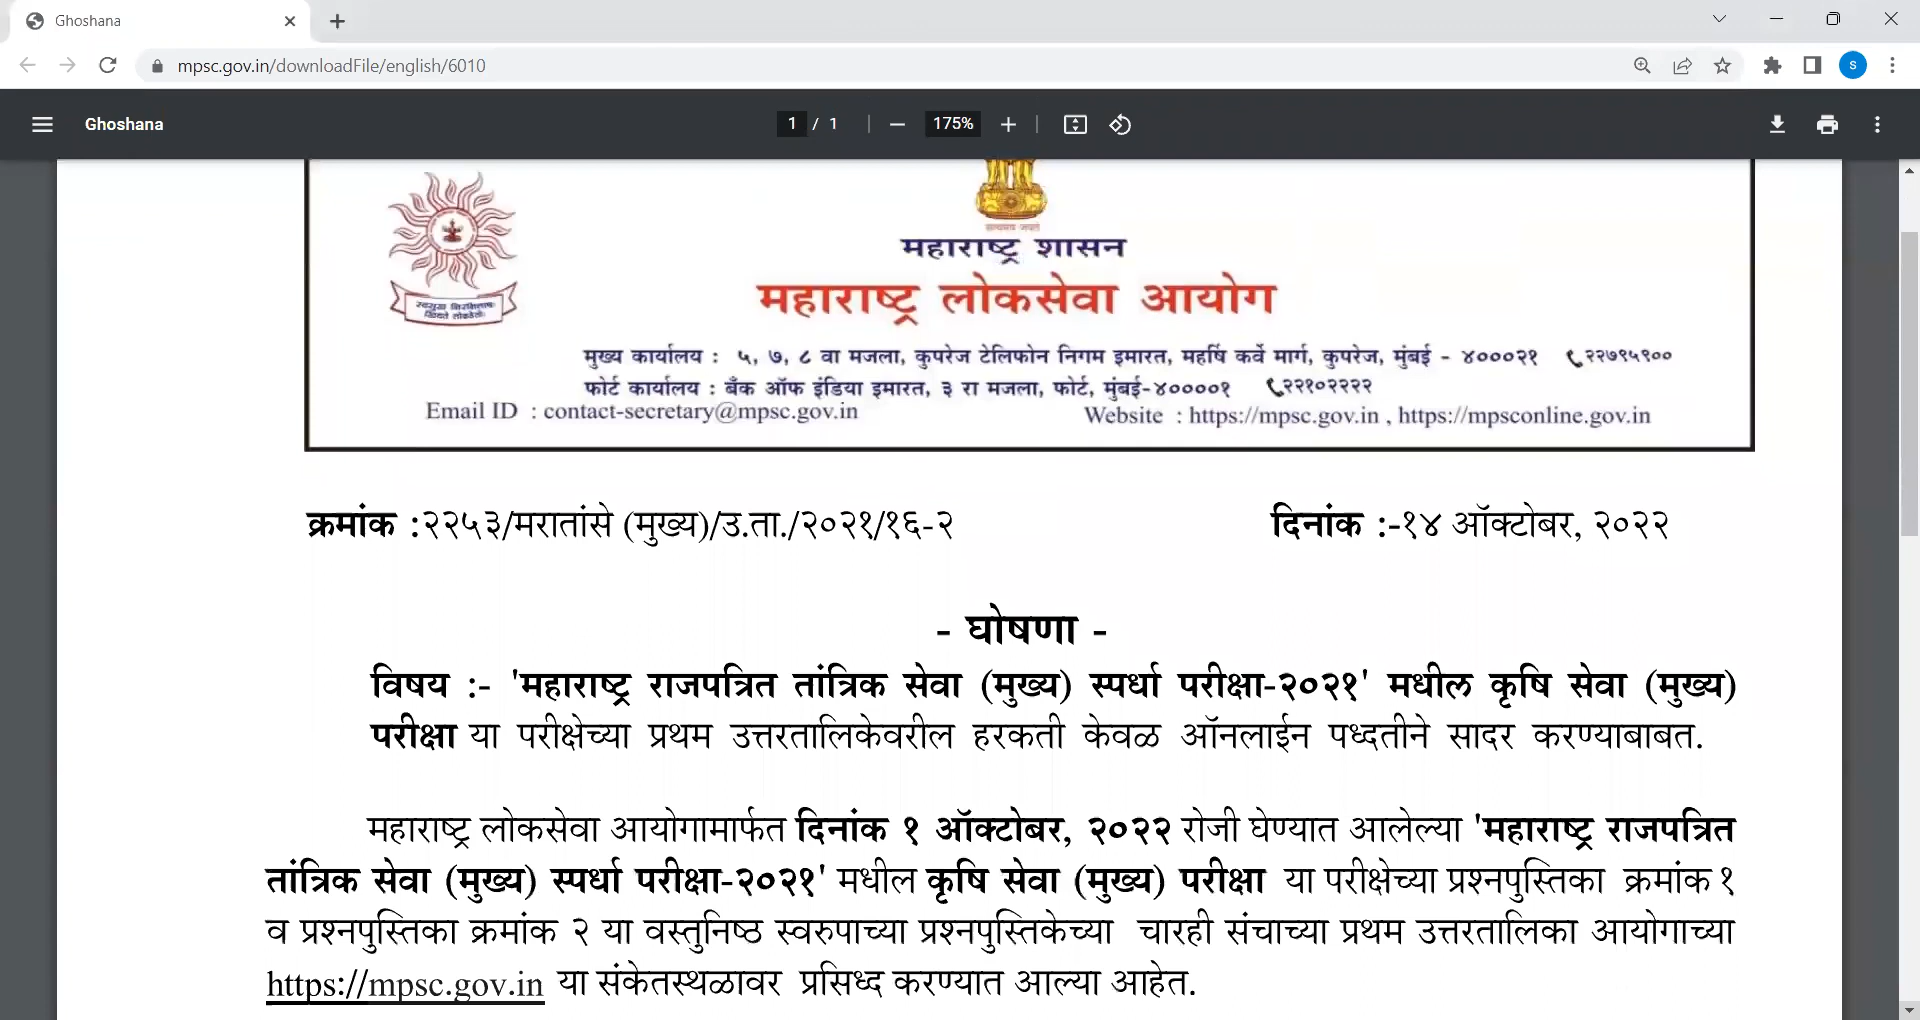 Ghoshana
mpsc.gov.in/downloadFile/english/6010
S
Ghoshana
1 / 1
175%
महाराष्ट्र शासन
महाराष्ट्र लोकसेवा आयोग
मुख्य कार्यालय : ५, ७, ८ वा मजला, कुपरेज टेलिफोन निगम इमारत, महर्षि कर्वे मार्ग, कुपरेज, मुंबई - ४०००२१ २२७९५९००
फोर्ट कार्यालय : बँक ऑफ इंडिया इमारत, ३ रा मजला, फोर्ट, मुंबई-४००००१ २२१०२२२२
Email ID : contact-secretary@mpsc.gov.in Website : https://mpsc.gov.in , https://mpsconline.gov.in
क्रमांक :२२५३/मरातांसे (मुख्य)/उ.ता./२०२१/१६-२ दिनांक :-१४ ऑक्टोबर, २०२२
- घोषणा -
विषय :- 'महाराष्ट्र राजपत्रित तांत्रिक सेवा (मुख्य) स्पर्धा परीक्षा-२०२१' मधील कृषि सेवा (मुख्य)
परीक्षा या परीक्षेच्या प्रथम उत्तरतालिकेवरील हरकती केवळ ऑनलाईन पध्दतीने सादर करण्याबाबत.
महाराष्ट्र लोकसेवा आयोगामार्फत दिनांक १ ऑक्टोबर, २०२२ रोजी घेण्यात आलेल्या 'महाराष्ट्र राजपत्रित
तांत्रिक सेवा (मुख्य) स्पर्धा परीक्षा-२०२१' मधील कृषि सेवा (मुख्य) परीक्षा या परीक्षेच्या प्रश्नपुस्तिका क्रमांक १
व प्रश्नपुस्तिका क्रमांक २ या वस्तुनिष्ठ स्वरुपाच्या प्रश्नपुस्तिकेच्या चारही संचाच्या प्रथम उत्तरतालिका आयोगाच्या
https://mpsc.gov.in या संकेतस्थळावर प्रसिध्द करण्यात आल्या आहेत.